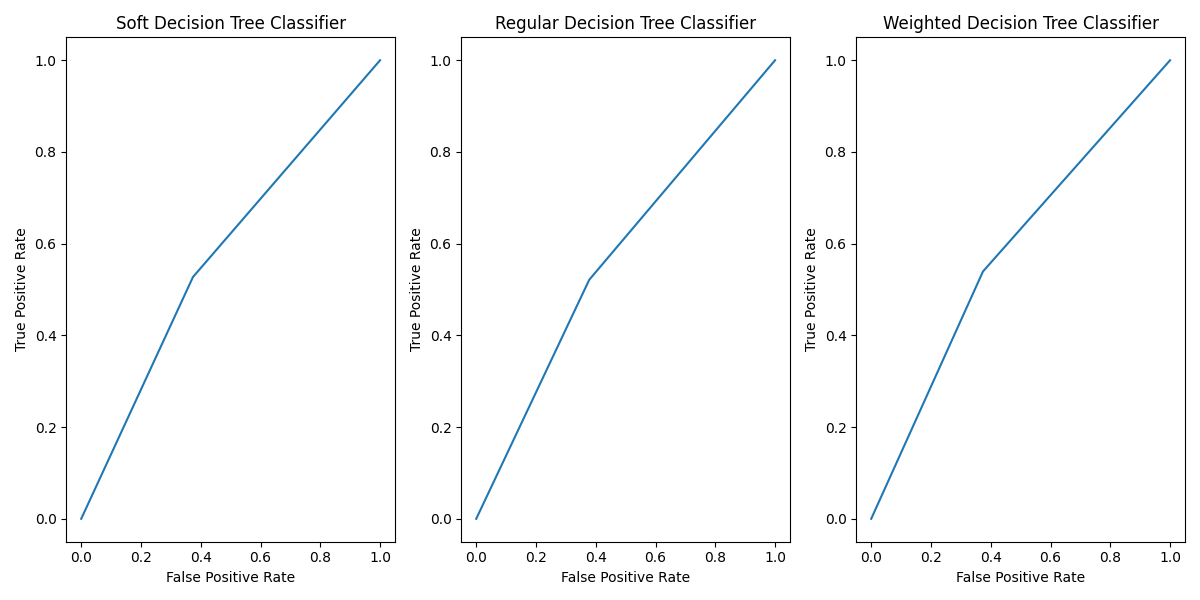 Soft Decision Tree Classifier
1.0
0.8
0.6
0.4
0.2
0.0
True Positive Rate
0.0 0.2 0.4 0.6 0.8 1.0
False Positive Rate
Regular Decision Tree Classifier
1.0
0.8
0.6
0.4
0.2
0.0
True Positive Rate
0.0 0.2 0.4 0.6 0.8 1.0
False Positive Rate
Weighted Decision Tree Classifier
1.0
0.8
0.6
0.4
0.2
0.0
True Positive Rate
0.0 0.2 0.4 0.6 0.8 1.0
False Positive Rate